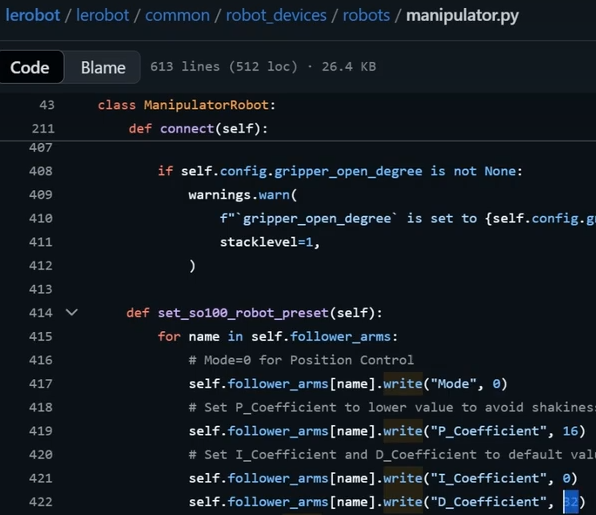 lerobot / lerobot / common / robot_devices / robots / manipulator.py
Code Blame 613 lines (512 loc) · 26.4 KB
43 class ManipulatorRobot:
211 def connect(self):
407
408 if self.config.gripper_open_degree is not None:
409 warnings.warn(
410 f"`gripper_open_degree` is set to {self.config.gr
411 stacklevel=1,
412 )
413
414 def set_so100_robot_preset(self):
415 for name in self.follower_arms:
416 # Mode=0 for Position Control
417 self.follower_arms[name].write("Mode", 0)
418 # Set P_Coefficient to lower value to avoid shakines
419 self.follower_arms[name].write("P_Coefficient", 16)
420 # Set I_Coefficient and D_Coefficient to default val
421 self.follower_arms[name].write("I_Coefficient", 0)
422 self.follower_arms[name].write("D_Coefficient", 32)